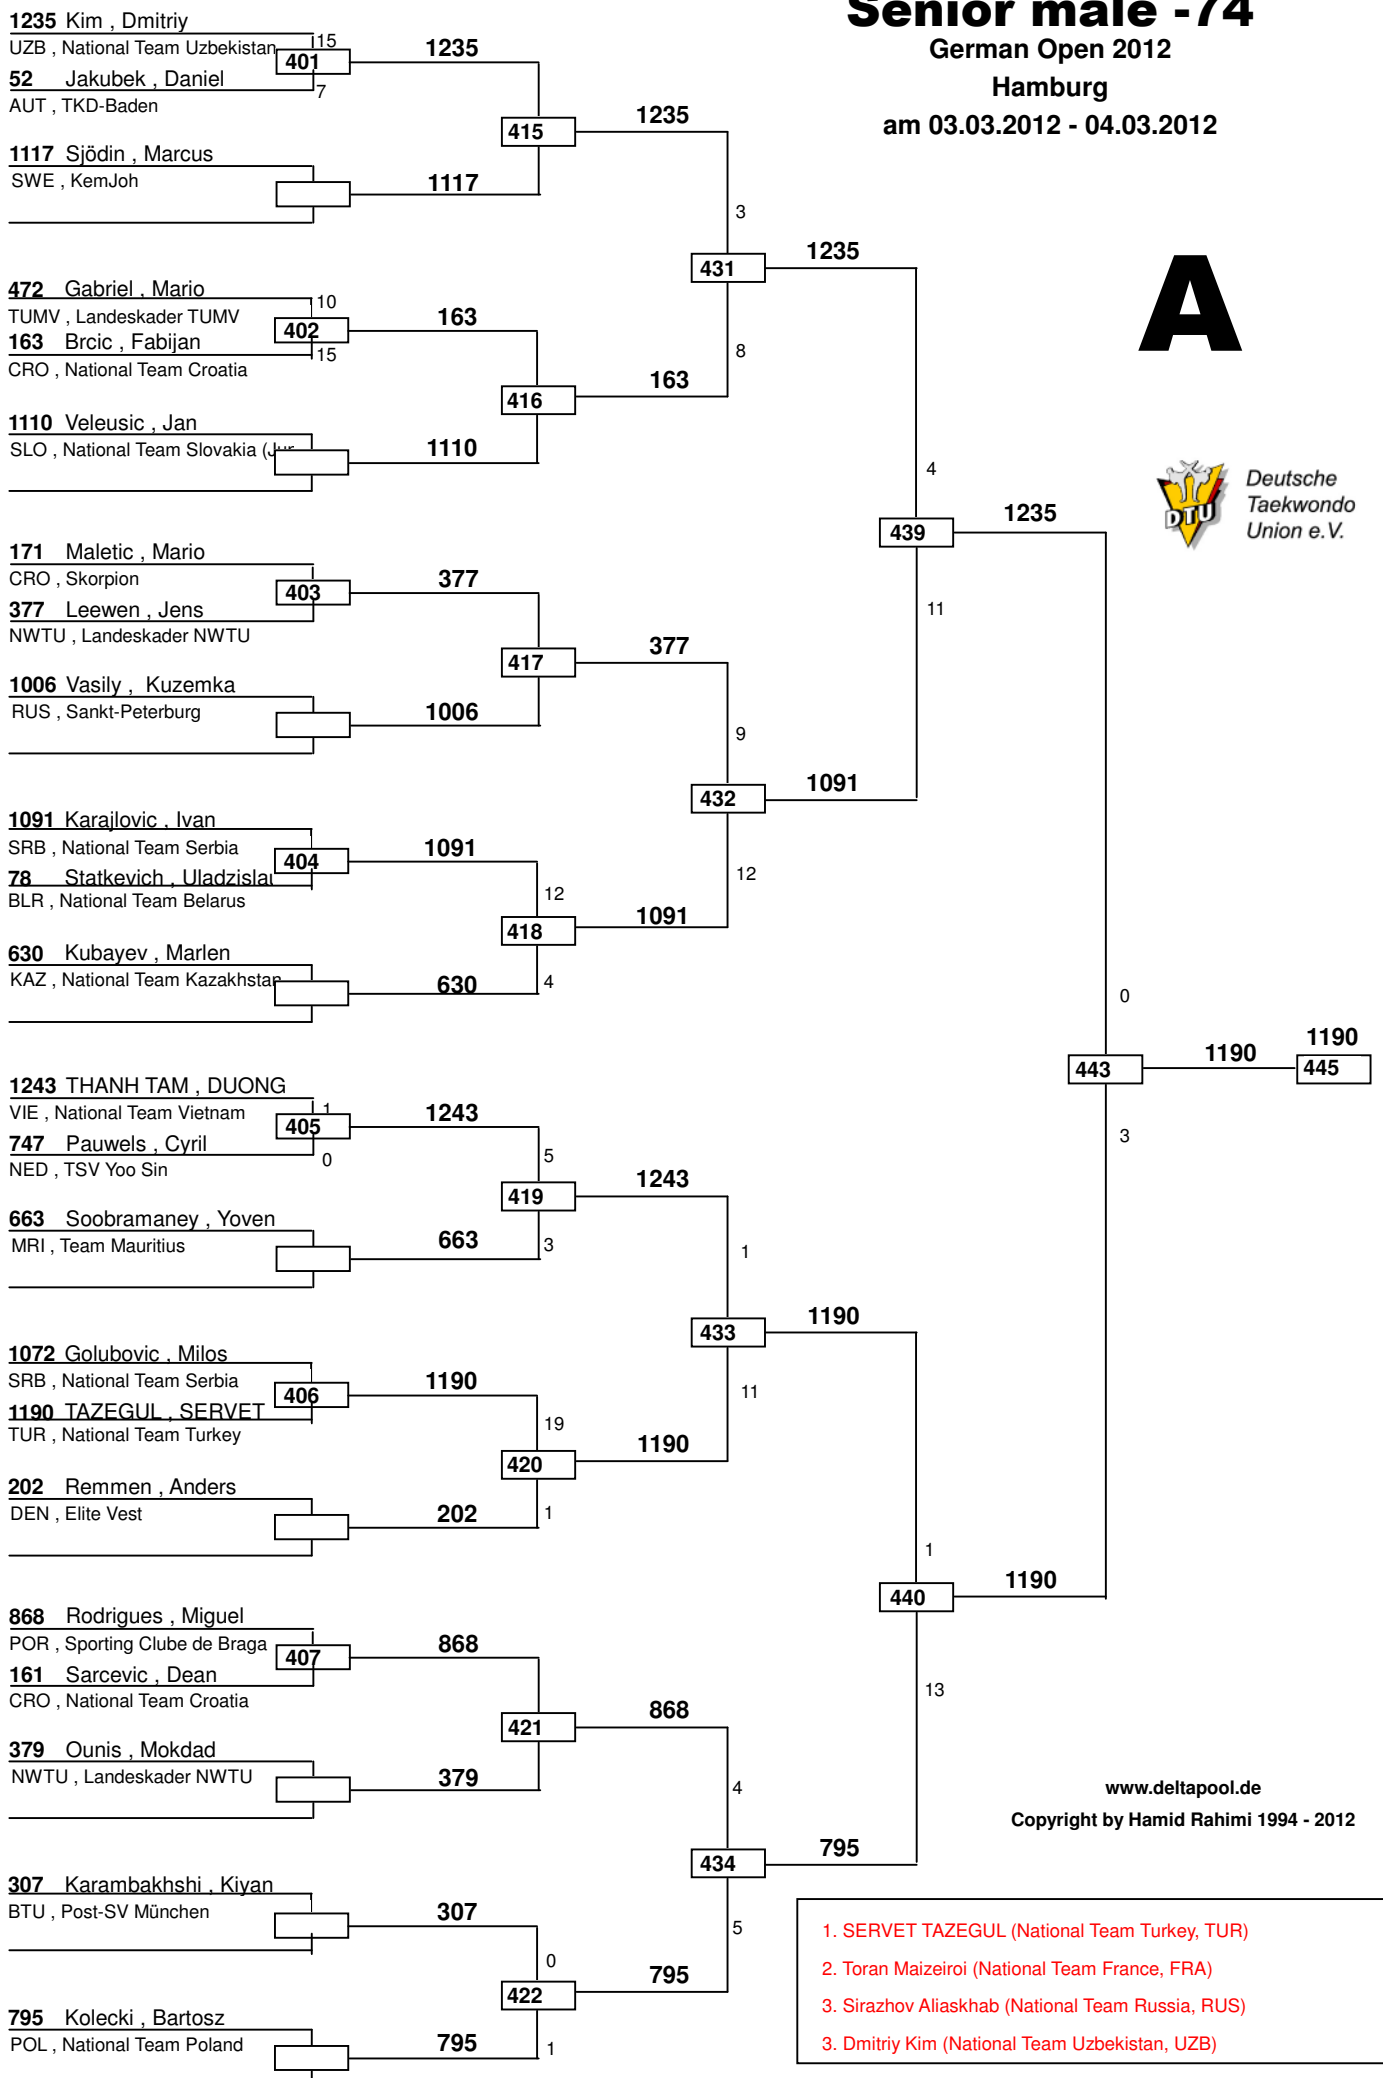 Senior male -74
German Open 2012
Hamburg
am 03.03.2012 - 04.03.2012
A
DTU
Deutsche
Taekwondo
Union e.V.
1235 Kim , Dmitriy
UZB , National Team Uzbekistan
15
401
1235
52 Jakubek , Daniel
7
AUT , TKD-Baden
415
1235
1117 Sjödin , Marcus
SWE , KemJoh
1117
3
431
1235
472 Gabriel , Mario
10
TUMV , Landeskader TUMV
402
163
163 Brcic , Fabijan
15
CRO , National Team Croatia
8
416
163
1110 Veleusic , Jan
SLO , National Team Slovakia (Jur
1110
4
439
1235
171 Maletic , Mario
CRO , Skorpion
403
377
377 Leewen , Jens
NWTU , Landeskader NWTU
11
417
377
1006 Vasily , Kuzemka
RUS , Sankt-Peterburg
1006
9
432
1091
1091 Karajlovic , Ivan
SRB , National Team Serbia
404
1091
78 Statkevich , Uladzislau
BLR , National Team Belarus
12
12
418
1091
630 Kubayev , Marlen
KAZ , National Team Kazakhstan
630
4
0
443
1190
1190
445
3
1243 THANH TAM , DUONG
VIE , National Team Vietnam
1
405
1243
747 Pauwels , Cyril
0
NED , TSV Yoo Sin
5
419
1243
663 Soobramaney , Yoven
MRI , Team Mauritius
663
3
1
433
1190
1072 Golubovic , Milos
SRB , National Team Serbia
406
1190
1190 TAZEGUL , SERVET
TUR , National Team Turkey
11
19
420
1190
202 Remmen , Anders
DEN , Elite Vest
202
1
1
440
1190
868 Rodrigues , Miguel
POR , Sporting Clube de Braga
407
868
161 Sarcevic , Dean
CRO , National Team Croatia
13
421
868
379 Ounis , Mokdad
NWTU , Landeskader NWTU
379
4
434
795
307 Karambakhshi , Kiyan
BTU , Post-SV München
307
5
0
422
795
795 Kolecki , Bartosz
POL , National Team Poland
795
1
www.deltapool.de
Copyright by Hamid Rahimi 1994 - 2012
1. SERVET TAZEGUL (National Team Turkey, TUR)
2. Toran Maizeiroi (National Team France, FRA)
3. Sirazhov Aliaskhab (National Team Russia, RUS)
3. Dmitriy Kim (National Team Uzbekistan, UZB)